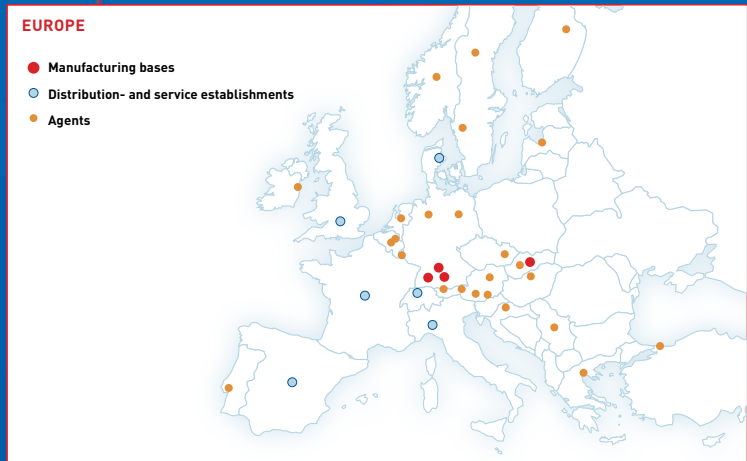 EUROPE
Manufacturing bases
Distribution- and service establishments
Agents